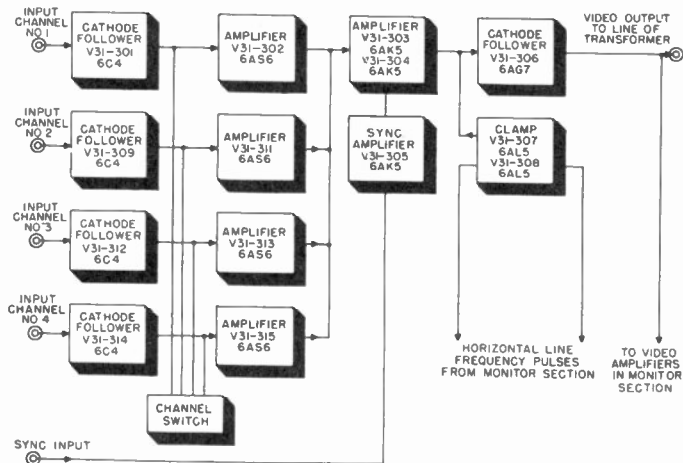 INPUT
CHANNEL
NO 1
CATHODE
FOLLOWER
V31-301
6C4
AMPLIFIER
V31-302
6AS6
AMPLIFIER
V31-303
6AK5
V31-304
6AK5
CATHODE
FOLLOWER
V31-306
6AG7
VIDEO OUTPUT
TO LINE OF
TRANSFORMER
INPUT
CHANNEL
NO 2
CATHODE
FOLLOWER
V31-309
6C4
AMPLIFIER
V31-311
6AS6
SYNC
AMPLIFIER
V31-305
6AK5
CLAMP
V31-307
6AL5
V31-308
6AL5
INPUT
CHANNEL
NO 3
CATHODE
FOLLOWER
V31-312
6C4
AMPLIFIER
V31-313
6AS6
INPUT
CHANNEL
NO 4
CATHODE
FOLLOWER
V31-314
6C4
AMPLIFIER
V31-315
6AS6
HORIZONTAL LINE
FREQUENCY PULSES
FROM MONITOR SECTION
TO VIDEO
AMPLIFIERS
IN MONITOR
SECTION
CHANNEL
SWITCH
SYNC INPUT